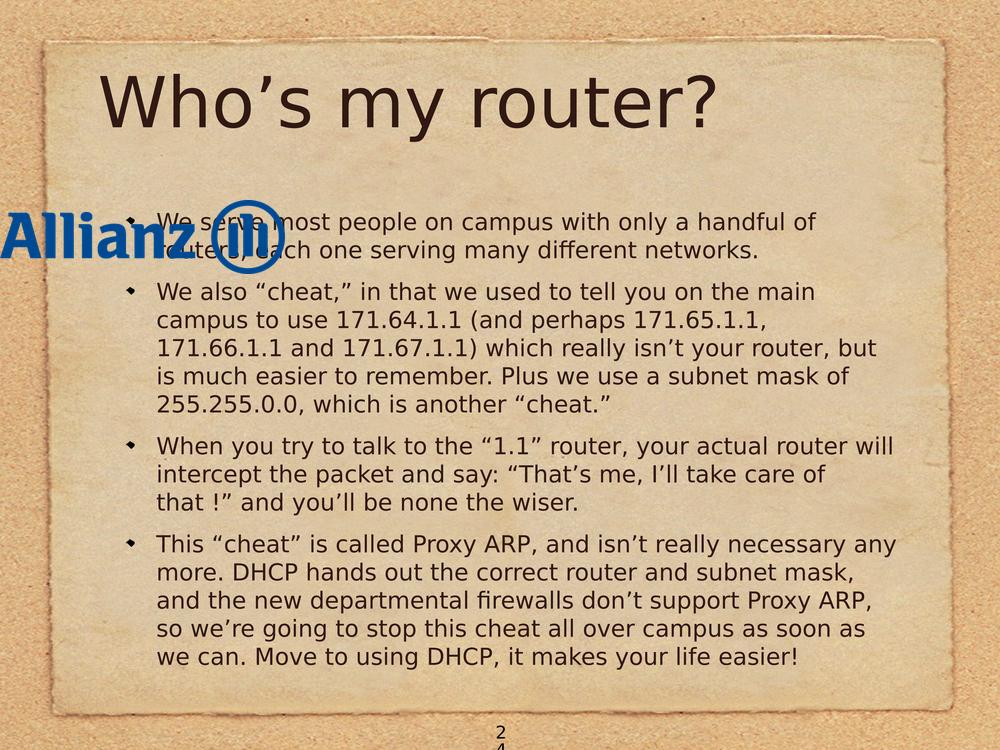 Who’s my router?
Allianz
We serve most people on campus with only a handful of
routers, each one serving many different networks.
We also “cheat,” in that we used to tell you on the main
campus to use 171.64.1.1 (and perhaps 171.65.1.1,
171.66.1.1 and 171.67.1.1) which really isn’t your router, but
is much easier to remember. Plus we use a subnet mask of
255.255.0.0, which is another “cheat.”
When you try to talk to the “1.1” router, your actual router will
intercept the packet and say: “That’s me, I’ll take care of
that !” and you’ll be none the wiser.
This “cheat” is called Proxy ARP, and isn’t really necessary any
more. DHCP hands out the correct router and subnet mask,
and the new departmental firewalls don’t support Proxy ARP,
so we’re going to stop this cheat all over campus as soon as
we can. Move to using DHCP, it makes your life easier!
2
4